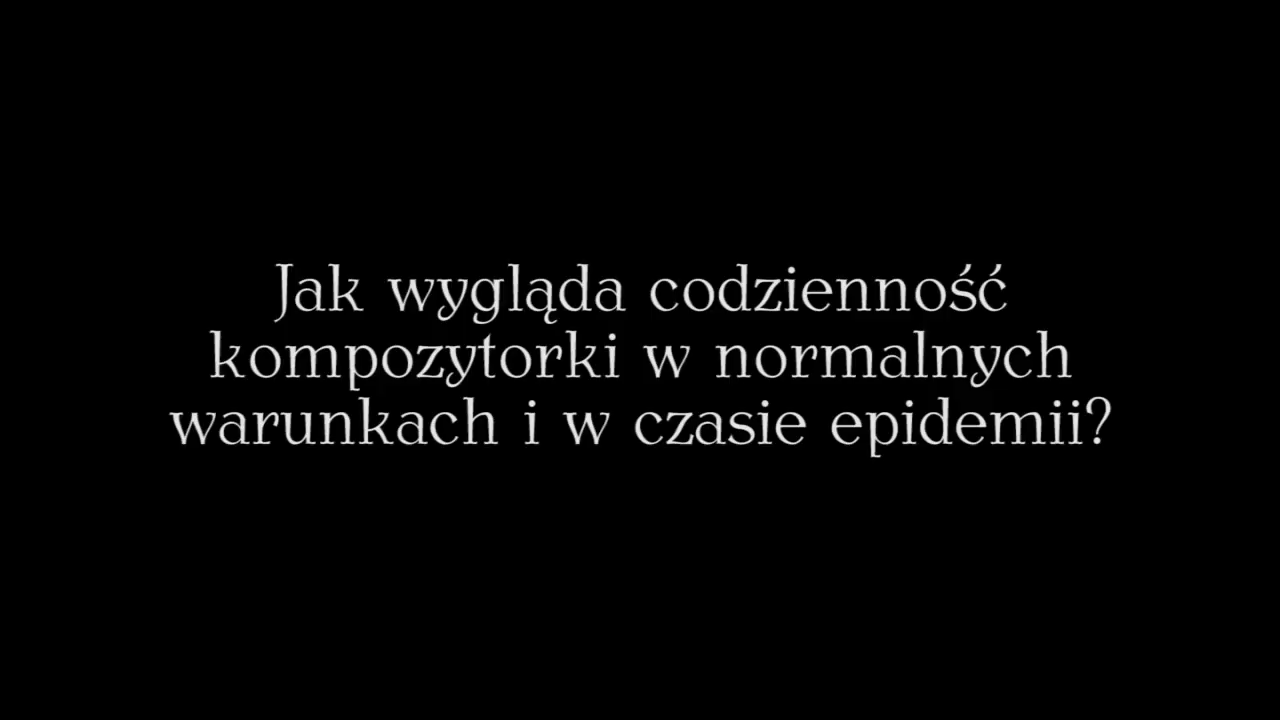 Jak wygląda codzienność
kompozytorki w normalnych
warunkach i w czasie epidemii?